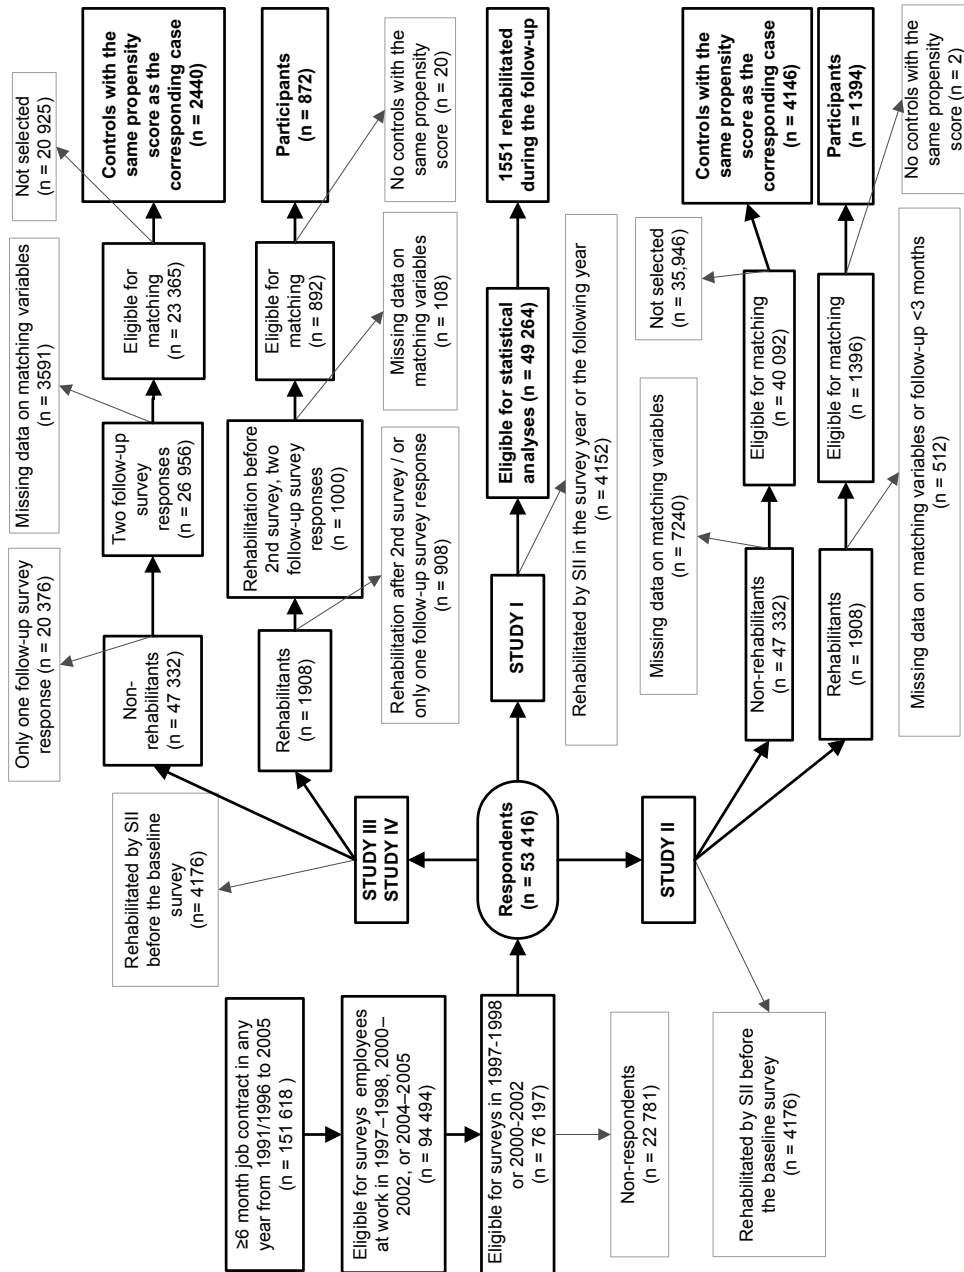 ≥6 month job contract in any
year from 1991/1996 to 2005
(n = 151 618 )
Eligible for surveys employees
at work in 1997–1998, 2000–
2002, or 2004–2005
(n = 94 494)
Eligible for surveys in 1997-1998
or 2000-2002
(n = 76 197)
Non-respondents
(n = 22 781)
Respondents
(n = 53 416)
Rehabilitated by SII
before the baseline
survey
(n= 4176)
STUDY III
STUDY IV
Only one follow-up survey
response (n = 20 376)
Non-
rehabilitants
(n = 47 332)
Missing data on matching variables
(n = 3591)
Two follow-up
survey
responses
(n = 26 956)
Not selected
(n = 20 925)
Eligible for
matching
(n = 23 365)
Controls with the
same propensity
score as the
corresponding case
(n = 2440)
Rehabilitants
(n = 1908)
Rehabilitation after 2nd survey / or
only one follow-up survey response
(n = 908)
Rehabilitation before
2nd survey, two
follow-up survey
responses
(n = 1000)
Missing data on
matching variables
(n = 108)
Eligible for
matching
(n = 892)
No controls with the
same propensity
score (n = 20)
Participants
(n = 872)
STUDY I
Rehabilitated by SII in the survey year or the following year
(n = 4152)
Eligible for statistical
analyses (n = 49 264)
1551 rehabilitated
during the follow-up
STUDY II
Rehabilitated by SII before
the baseline survey
(n = 4176)
Non-rehabilitants
(n = 47 332)
Missing data on matching variables
(n = 7240)
Eligible for matching
(n = 40 092)
Not selected
(n = 35,946)
Controls with the
same propensity
score as the
corresponding case
(n = 4146)
Rehabilitants
(n = 1908)
Missing data on matching variables or follow-up <3 months
(n = 512)
Eligible for matching
(n = 1396)
No controls with the
same propensity
score (n = 2)
Participants
(n = 1394)